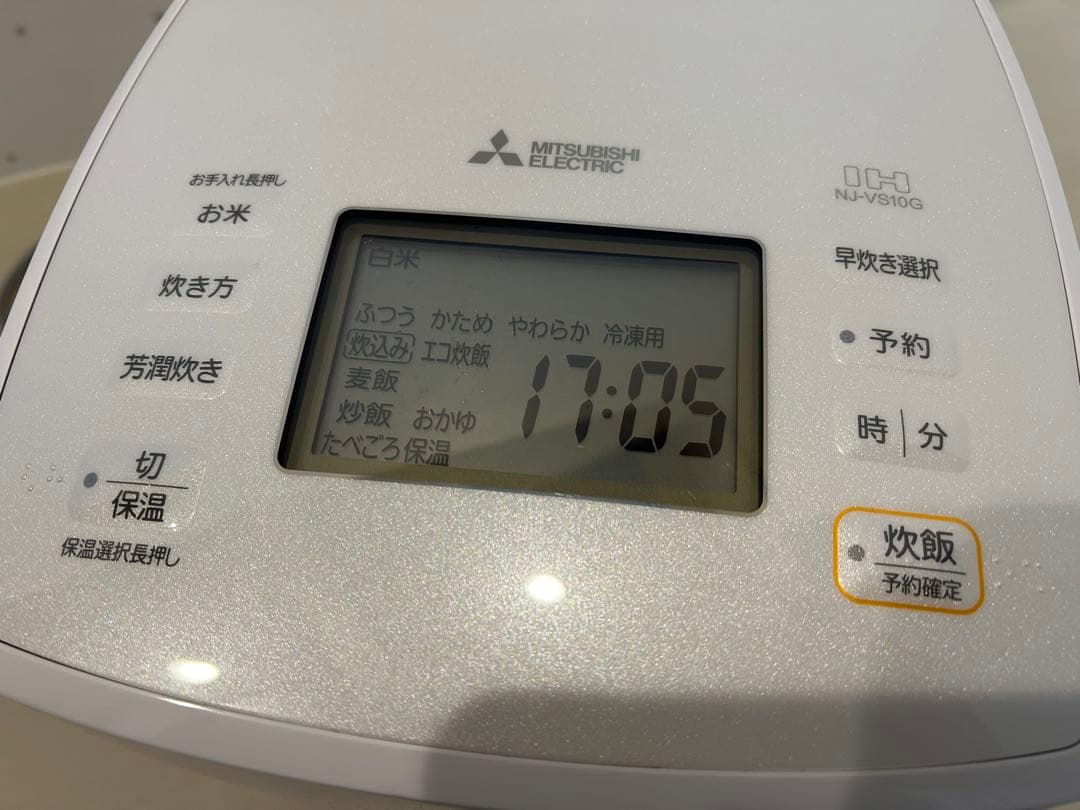 MITSUBISHI
ELECTRIC
IH
NJ-VS10G
お手入れ長押し
お米
炊き方
芳潤炊き
切
保温
保温選択長押し
白米
ふつう かため やわらか 冷凍用
炊込み エコ炊飯
麦飯
炒飯 おかゆ
たべごろ保温
17:05
早炊き選択
予約
時 | 分
炊飯
予約確定